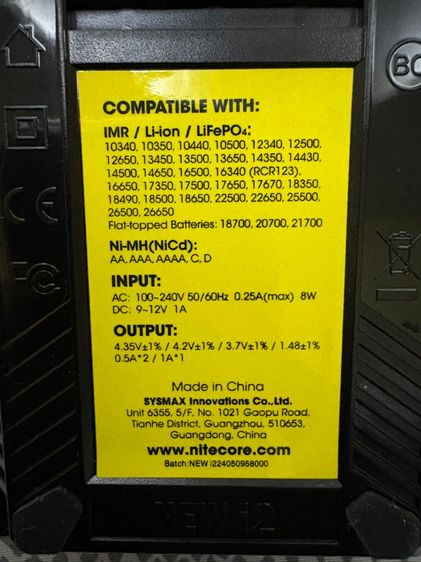 COMPATIBLE WITH:
IMR / Li-ion / LiFePO4:
10340, 10350, 10440, 10500, 12340, 12500,
12650, 13450, 13500, 13650, 14350, 14430,
14500, 14650, 16500, 16340 (RCR123),
16650, 17350, 17500, 17650, 17670, 18350,
18490, 18500, 18650, 22500, 22650, 25500,
26500, 26650
Flat-topped Batteries: 18700, 20700, 21700
Ni-MH(NiCd):
AA, AAA, AAAA, C, D
INPUT:
AC: 100~240V 50/60Hz 0.25A(max) 8W
DC: 9~12V 1A
OUTPUT:
4.35V±1% / 4.2V±1% / 3.7V±1% / 1.48±1%
0.5A*2 / 1A*1
Made in China
SYSMAX Innovations Co.,Ltd.
Unit 6355, 5/F, No. 1021 Gaopu Road,
Tianhe District, Guangzhou, 510653,
Guangdong, China
www.nitecore.com
Batch:NEW i224050958000
NEW i2
BC
CE
FC